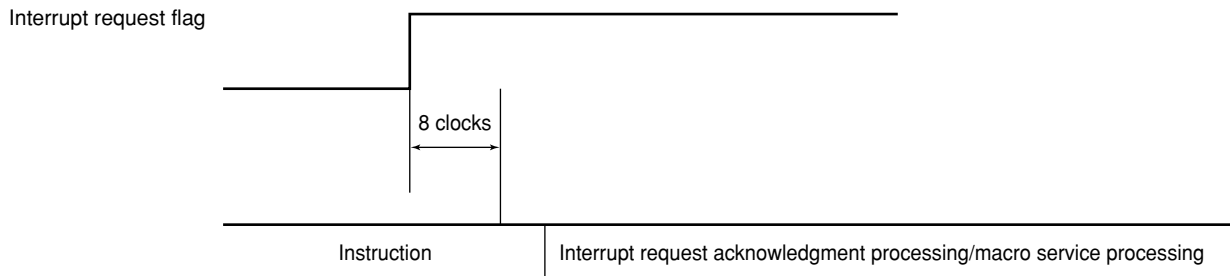 Interrupt request flag
8 clocks
Instruction
Interrupt request acknowledgment processing/macro service processing